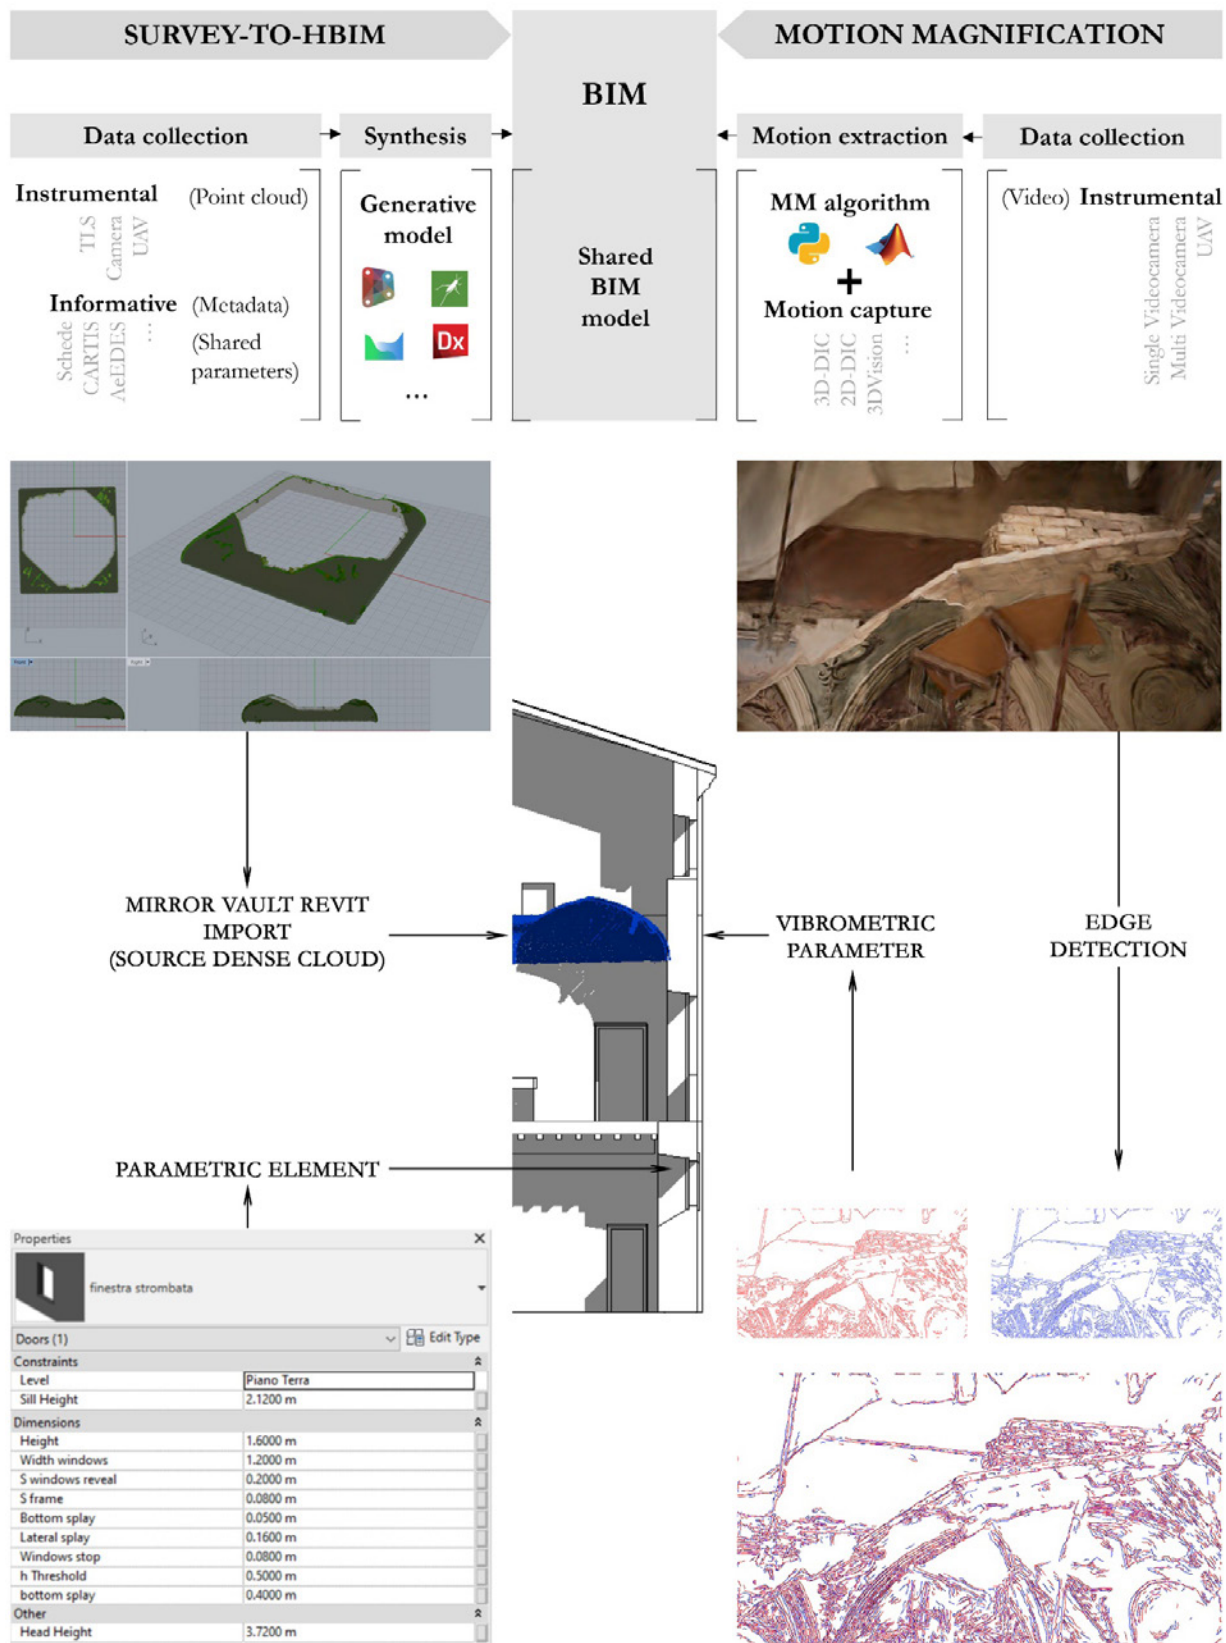 SURVEY-TO-HBIM
MOTION MAGNIFICATION
BIM
Data collection
Synthesis
Motion extraction
Data collection
Instrumental (Point cloud)
TLS
Camera
UAV
Informative (Metadata)
(Shared
parameters)
Schede
CARTIS
AeEDES
...
Generative
model
Dx
...
Shared
BIM
model
MM algorithm
+
Motion capture
3D-DIC
2D-DIC
3DVision
...
(Video) Instrumental
Single Videocamera
Multi Videocamera
UAV
MIRROR VAULT REVIT
IMPORT
(SOURCE DENSE CLOUD)
VIBROMETRIC
PARAMETER
EDGE
DETECTION
PARAMETRIC ELEMENT
Properties
finestra strombata
Doors (1)
Edit Type
Constraints
Level Piano Terra
Sill Height 2.1200 m
Dimensions
Height 1.6000 m
Width windows 1.2000 m
S windows reveal 0.2000 m
S frame 0.0800 m
Bottom splay 0.0500 m
Lateral splay 0.1600 m
Windows stop 0.0800 m
h Threshold 0.5000 m
bottom splay 0.4000 m
Other
Head Height 3.7200 m